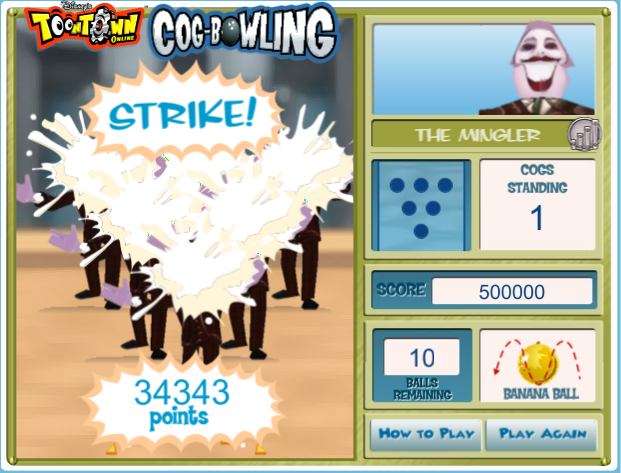 Disney's
TOONTOWN
ONLINE
COG-BOWLING
STRIKE!
34343
points
THE MINGLER
COGS
STANDING
1
SCORE
500000
10
BALLS
REMAINING
BANANA BALL
HOW TO PLAY
PLAY AGAIN